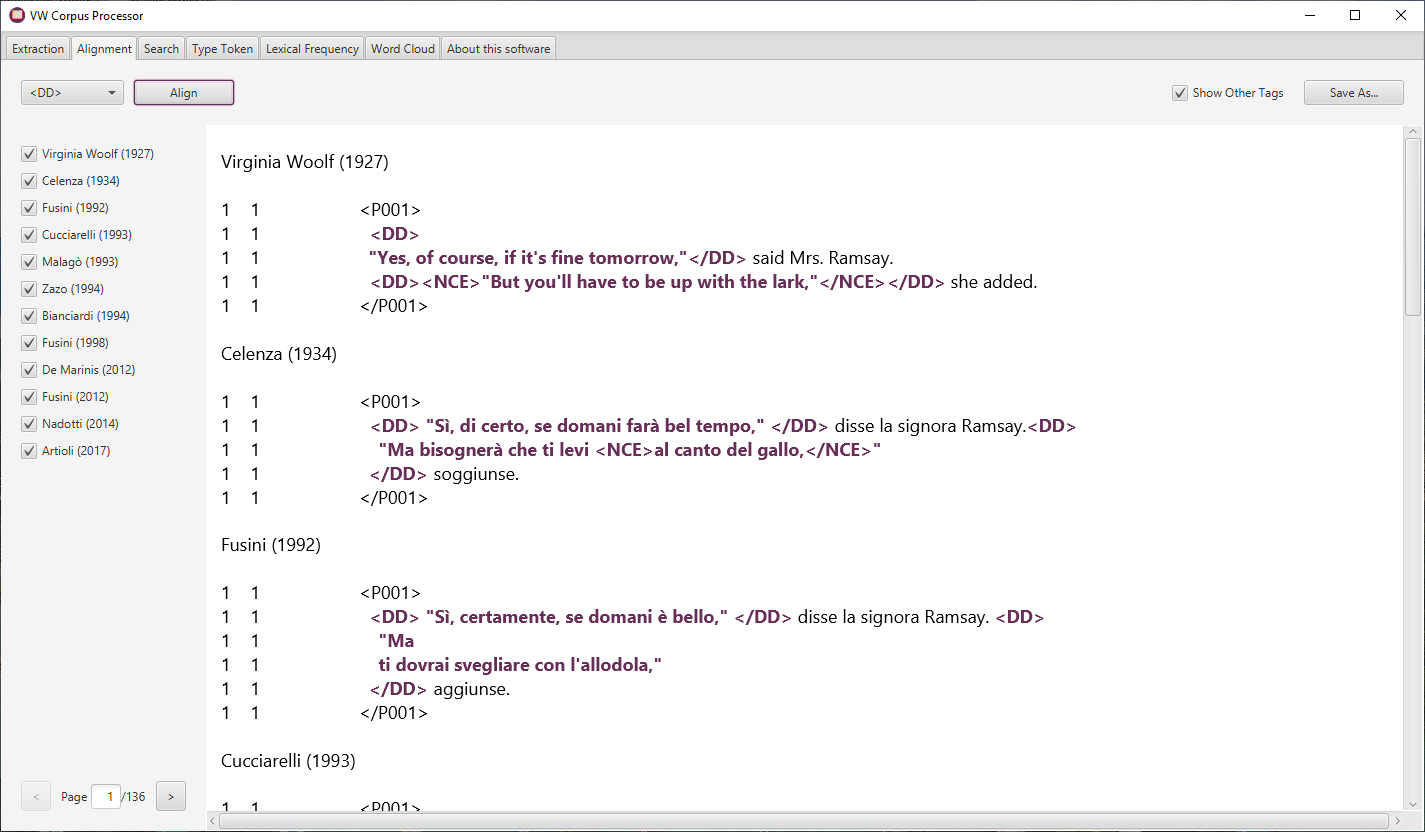 VW Corpus Processor
Extraction Alignment Search Type Token Lexical Frequency Word Cloud About this software
<DD> Align Show Other Tags Save As...
Virginia Woolf (1927)
Celenza (1934)
Fusini (1992)
Cucciarelli (1993)
Malagò (1993)
Zazo (1994)
Bianciardi (1994)
Fusini (1998)
De Marinis (2012)
Fusini (2012)
Nadotti (2014)
Artioli (2017)
< Page 1 /136 >
Virginia Woolf (1927)
1 1 <P001>
1 1 <DD>
1 1 "Yes, of course, if it's fine tomorrow,"</DD> said Mrs. Ramsay.
1 1 <DD><NCE>"But you'll have to be up with the lark,"</NCE></DD> she added.
1 1 </P001>
Celenza (1934)
1 1 <P001>
1 1 <DD> "Sì, di certo, se domani farà bel tempo," </DD> disse la signora Ramsay.<DD>
1 1 "Ma bisognerà che ti levi <NCE>al canto del gallo,</NCE>"
1 1 </DD> soggiunse.
1 1 </P001>
Fusini (1992)
1 1 <P001>
1 1 <DD> "Sì, certamente, se domani è bello," </DD> disse la signora Ramsay. <DD>
1 1 "Ma
1 1 ti dovrai svegliare con l'allodola,"
1 1 </DD> aggiunse.
1 1 </P001>
Cucciarelli (1993)
1 1 <P001>